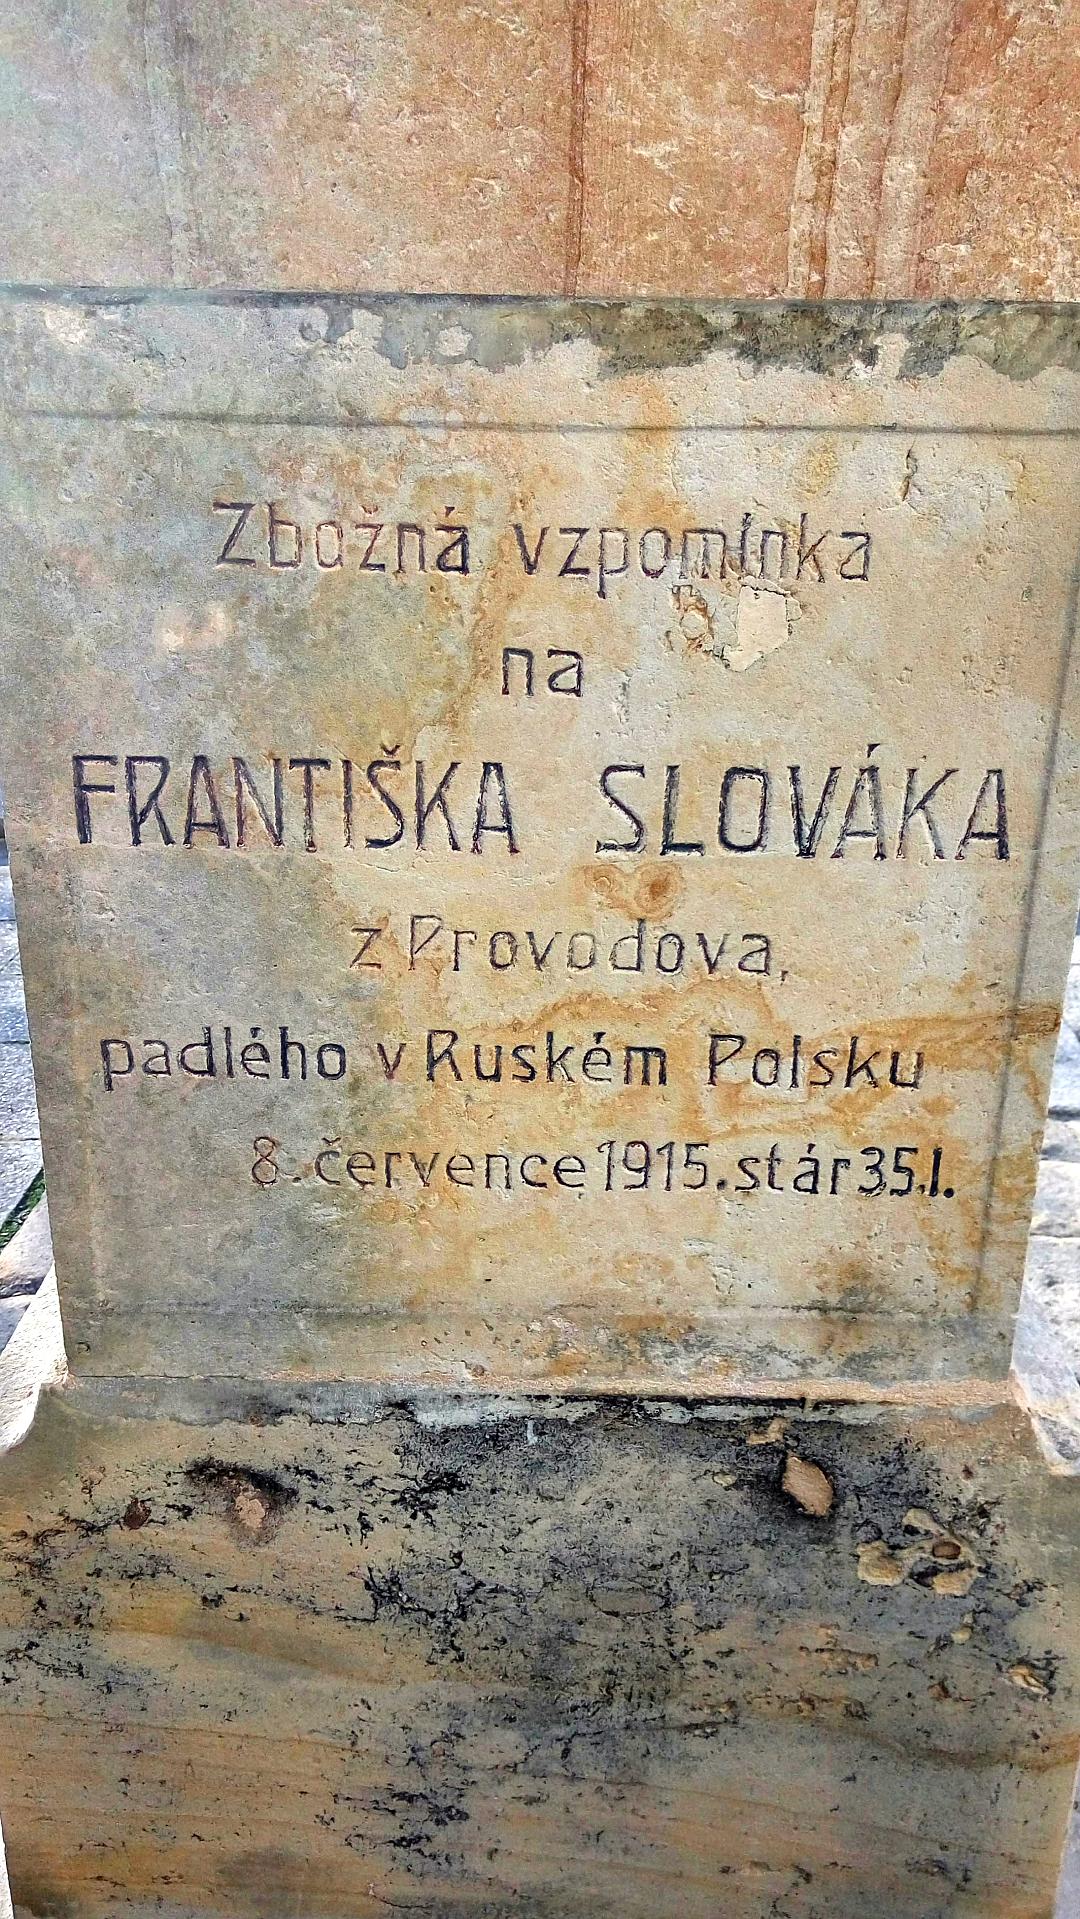 Zbožná vzpomínka
na
FRANTIŠKA SLOVÁKA
z Provodova,
padlého v Ruském Polsku
8. července 1915. stár 35.l.